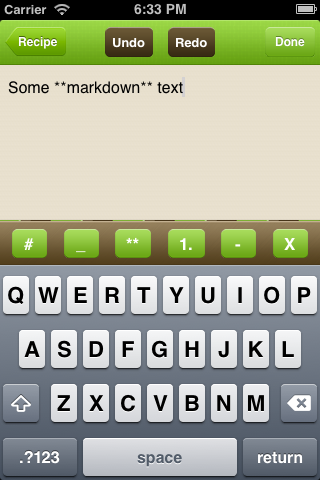 Carrier 6:33 PM
Recipe Undo Redo Done
Some **markdown** text
# _ ** 1. - X
Q W E R T Y U I O P
A S D F G H J K L
Z X C V B N M
.?123 space return